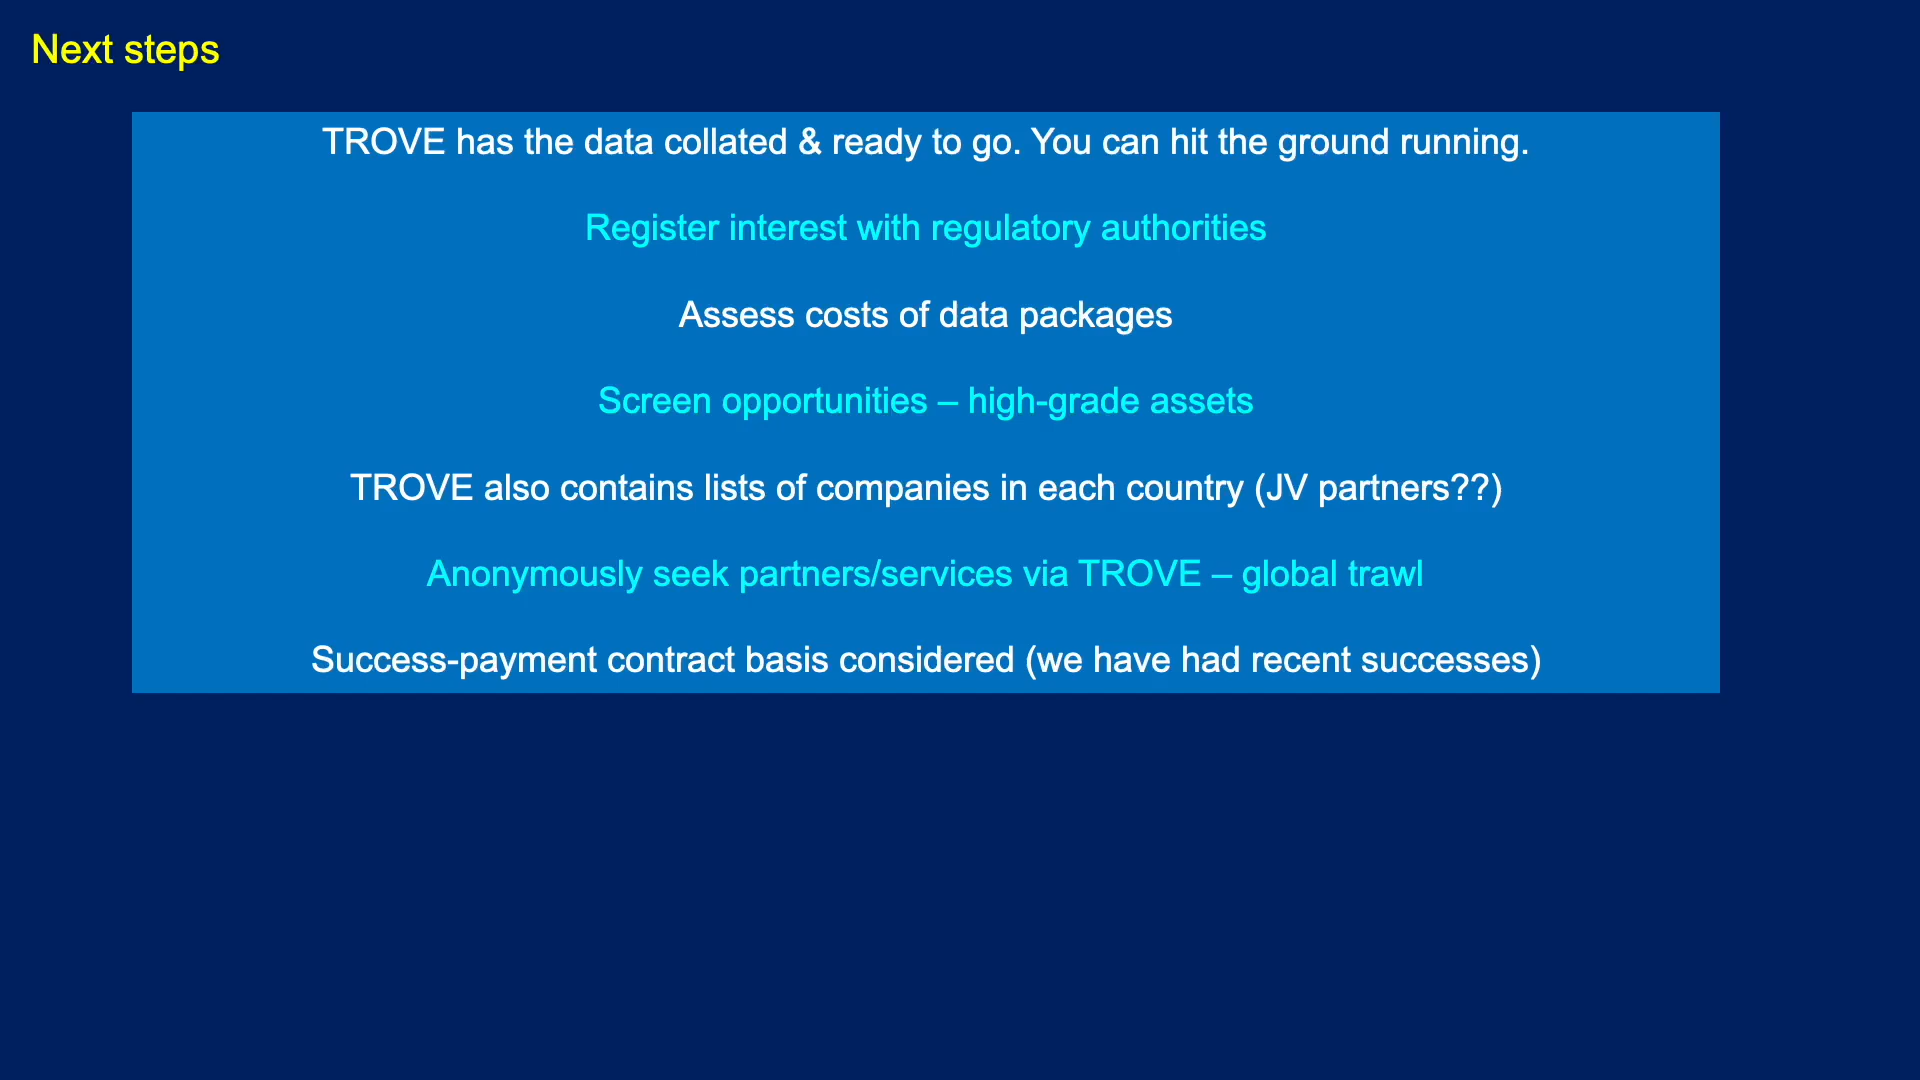 Next steps
TROVE has the data collated & ready to go. You can hit the ground running.
Register interest with regulatory authorities
Assess costs of data packages
Screen opportunities – high-grade assets
TROVE also contains lists of companies in each country (JV partners??)
Anonymously seek partners/services via TROVE – global trawl
Success-payment contract basis considered (we have had recent successes)